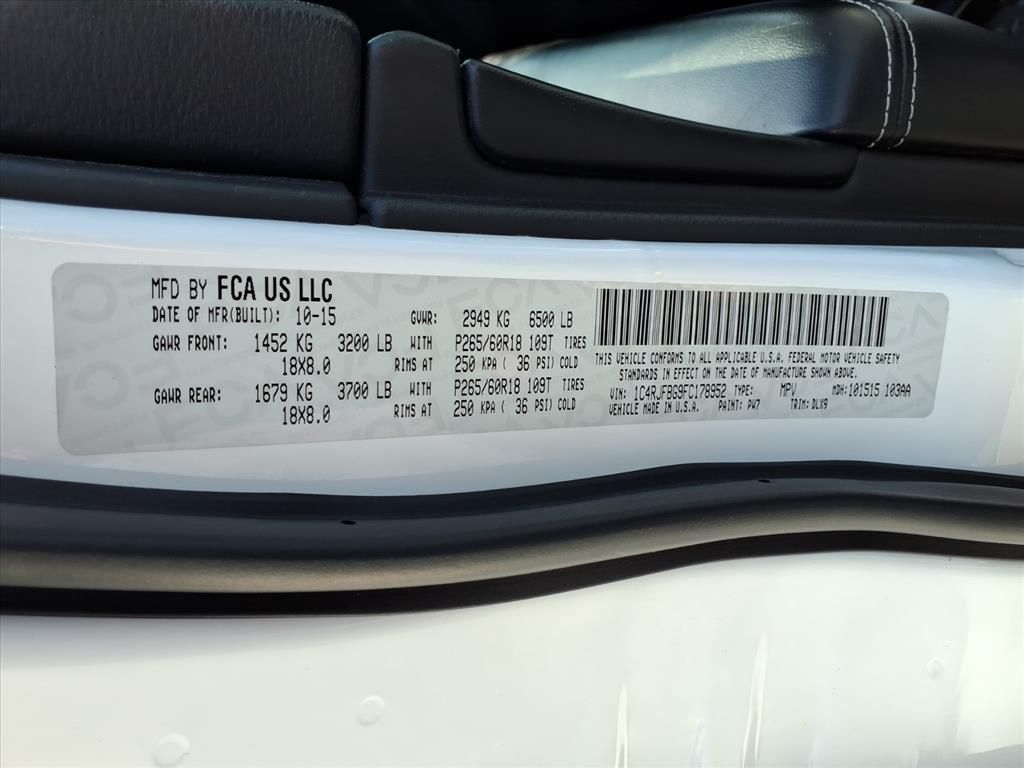 MFD BY FCA US LLC
DATE OF MFR(BUILT): 10-15 GVWR: 2949 KG 6500 LB
GAWR FRONT: 1452 KG 3200 LB WITH P265/60R18 109T TIRES
18X8.0 RIMS AT 250 KPA ( 36 PSI) COLD
GAWR REAR: 1679 KG 3700 LB WITH P265/60R18 109T TIRES
18X8.0 RIMS AT 250 KPA ( 36 PSI) COLD
THIS VEHICLE CONFORMS TO ALL APPLICABLE U.S.A. FEDERAL MOTOR VEHICLE SAFETY
STANDARDS IN EFFECT ON THE DATE OF MANUFACTURE SHOWN ABOVE.
VIN: 1C4RJFBG9FC178952 TYPE: MPV MDH:101515 103AA
VEHICLE MADE IN U.S.A. PAINT: PW7 TRIM: DLX9